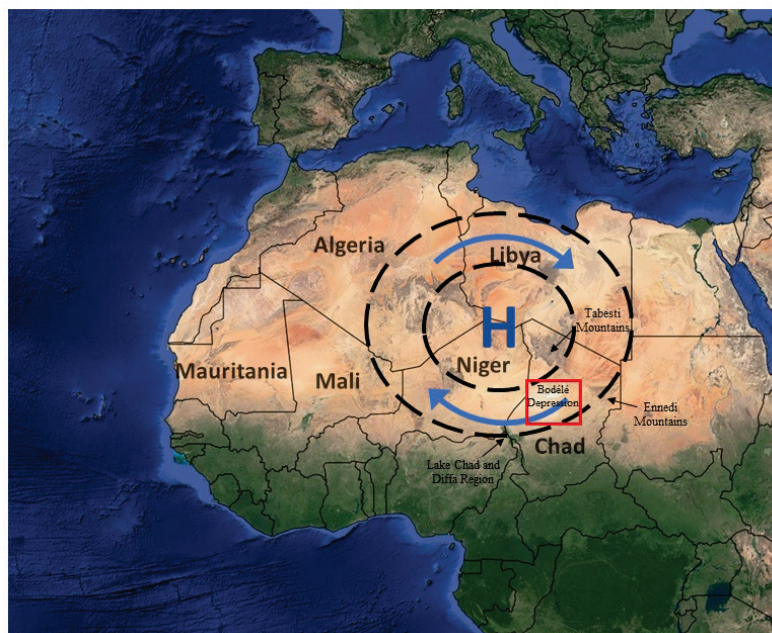 Algeria
Libya
Tabesti
Mountains
H
Niger
Mauritania
Mali
Bodélé
Depression
Ennedi
Mountains
Chad
Lake Chad and
Diffa Region